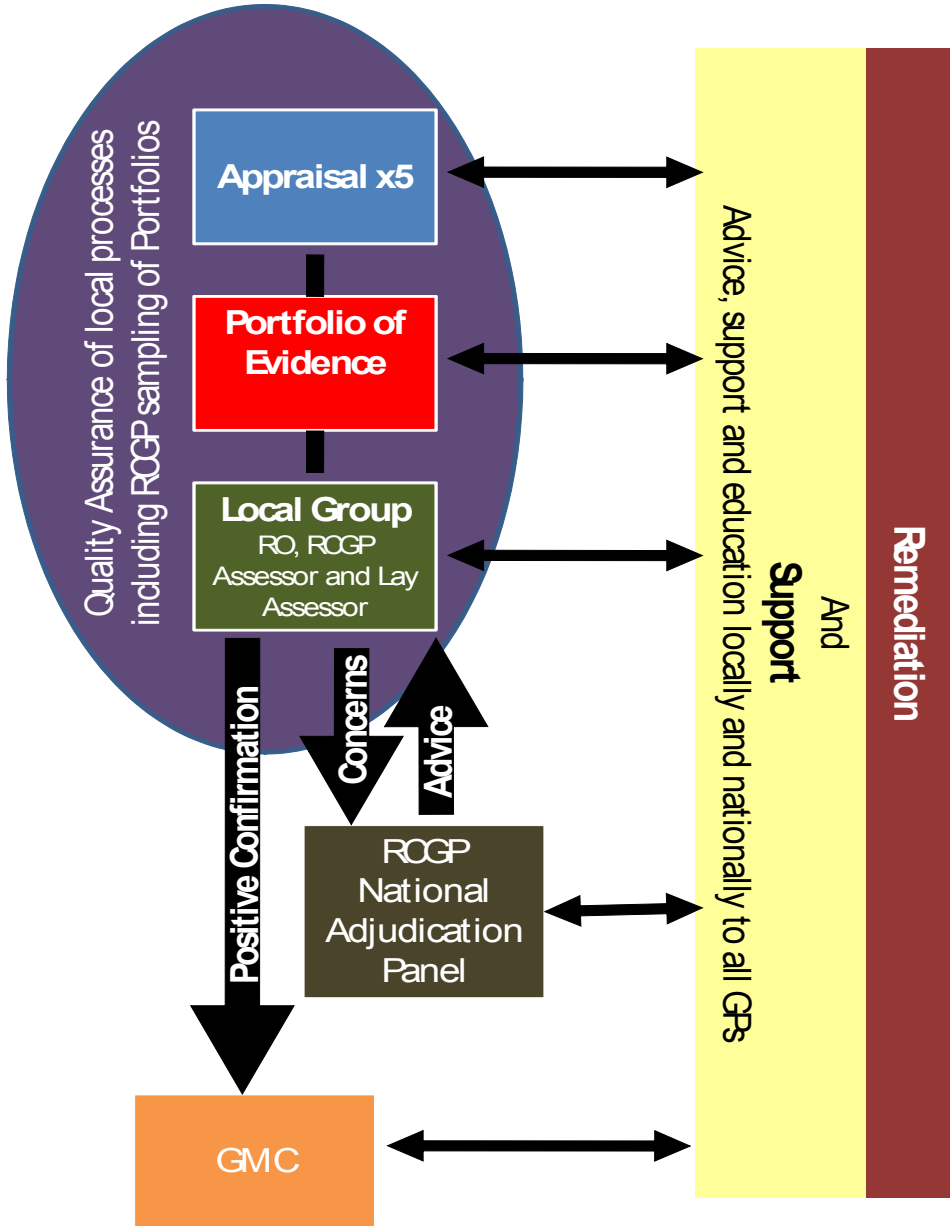 Quality Assurance of local processes
including RCGP sampling of Portfolios
Appraisal x5
Portfolio of
Evidence
Local Group
RO, RCGP
Assessor and Lay
Assessor
Positive Confirmation
Concerns
Advice
RCGP
National
Adjudication
Panel
GMC
Remediation
And
Support
Advice, support and education locally and nationally to all GPs